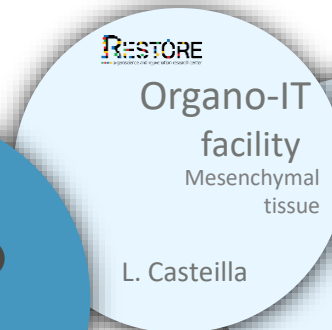 RESTORE
Organo-IT
facility
Mesenchymal
tissue
L. Casteilla